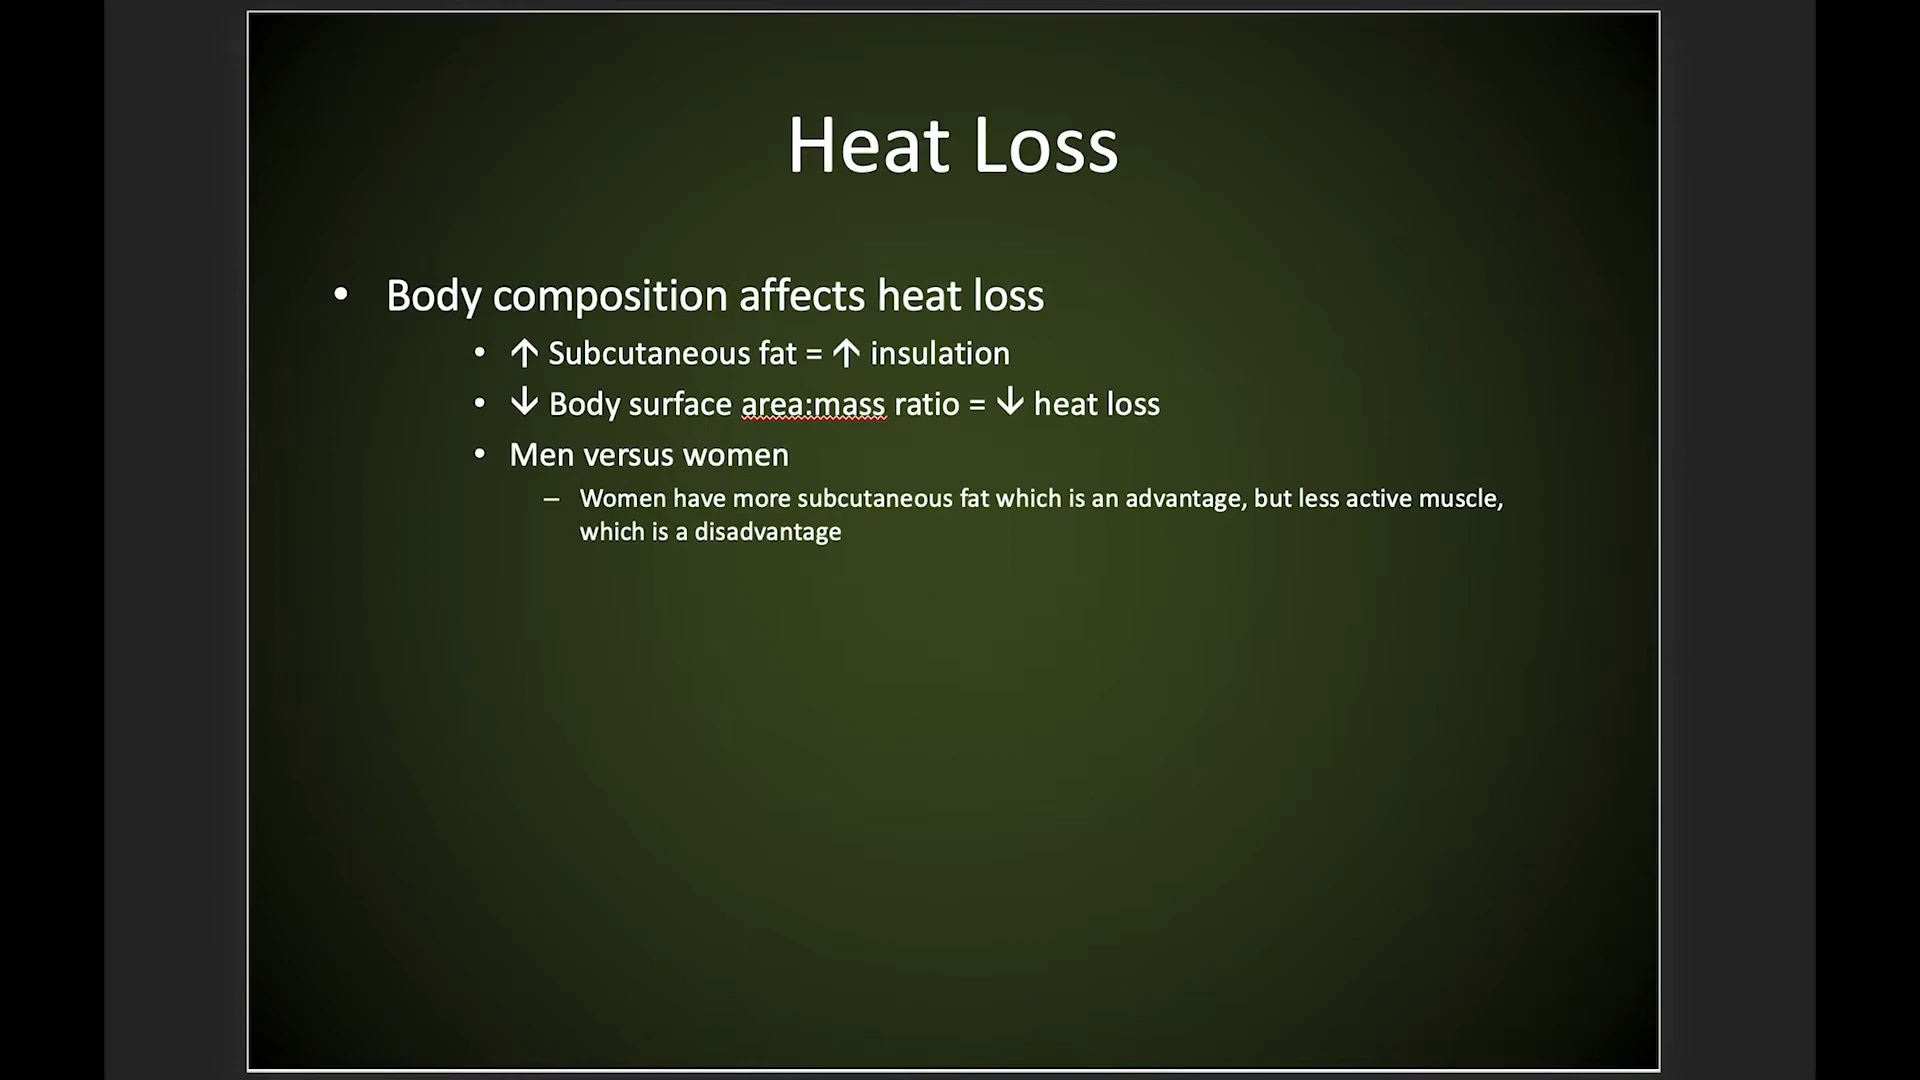 Heat Loss
• Body composition affects heat loss
• ↑ Subcutaneous fat = ↑ insulation
• ↓ Body surface area:mass ratio = ↓ heat loss
• Men versus women
– Women have more subcutaneous fat which is an advantage, but less active muscle,
which is a disadvantage